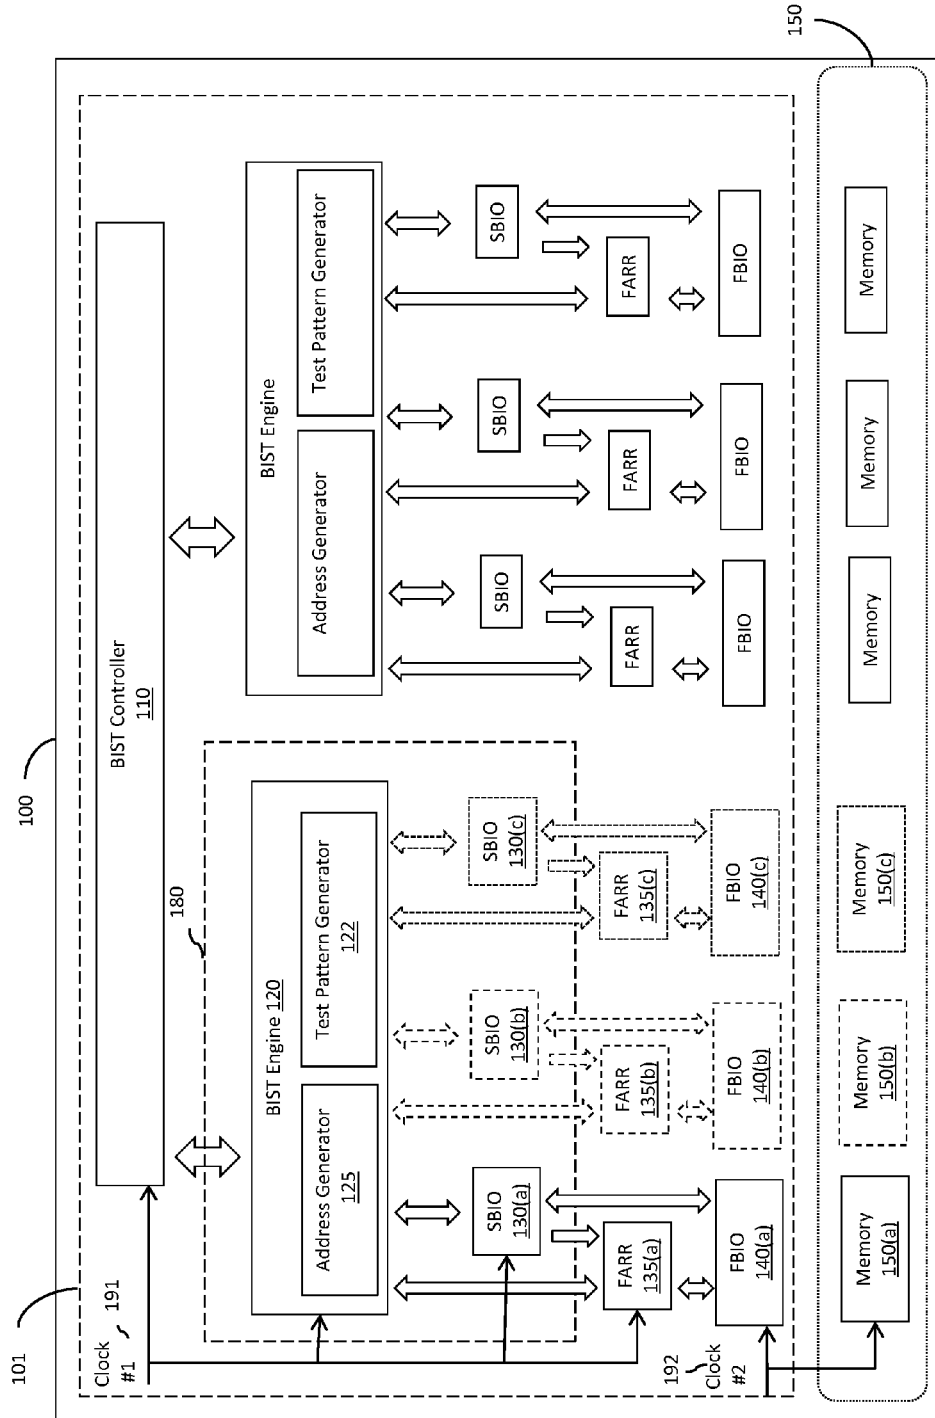 100
101
150
BIST Controller
110
Clock
#1
191
180
BIST Engine 120
Address Generator
125
Test Pattern Generator
122
BIST Engine
Address Generator
Test Pattern Generator
SBIO
130(a)
SBIO
130(b)
SBIO
130(c)
SBIO
SBIO
SBIO
FARR
135(a)
FARR
135(b)
FARR
135(c)
FARR
FARR
FARR
192
Clock
#2
FBIO
140(a)
FBIO
140(b)
FBIO
140(c)
FBIO
FBIO
FBIO
Memory
150(a)
Memory
150(b)
Memory
150(c)
Memory
Memory
Memory